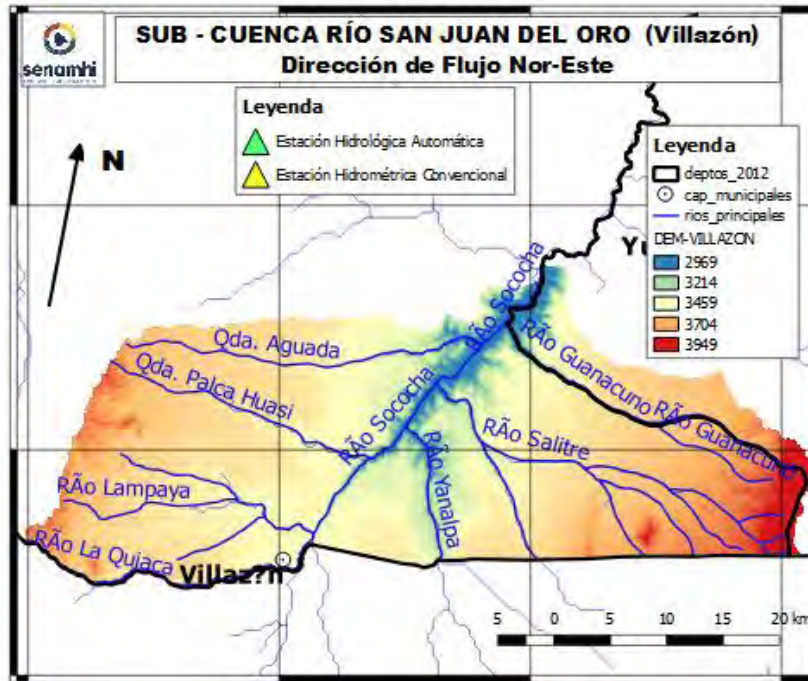 senamhi
SUB - CUENCA RÍO SAN JUAN DEL ORO (Villazón)
Dirección de Flujo Nor-Este
Leyenda
Estación Hidrológica Automática
Estación Hidrométrica Convencional
N
Leyenda
deptos_2012
cap_municipales
rios_principales
DEM-VILLAZON
2969
3214
3459
3704
3949
RÃo Sococha
Qda. Aguada
RÃo Guanacuno
Qda. Palca Huasi
RÃo Sococha
RÃo Guanacuno
RÃo Salitre
RÃo Lampaya
RÃo Yanalpa
RÃo La Quiaca
Villaz?n
5 0 5 10 15 20 km